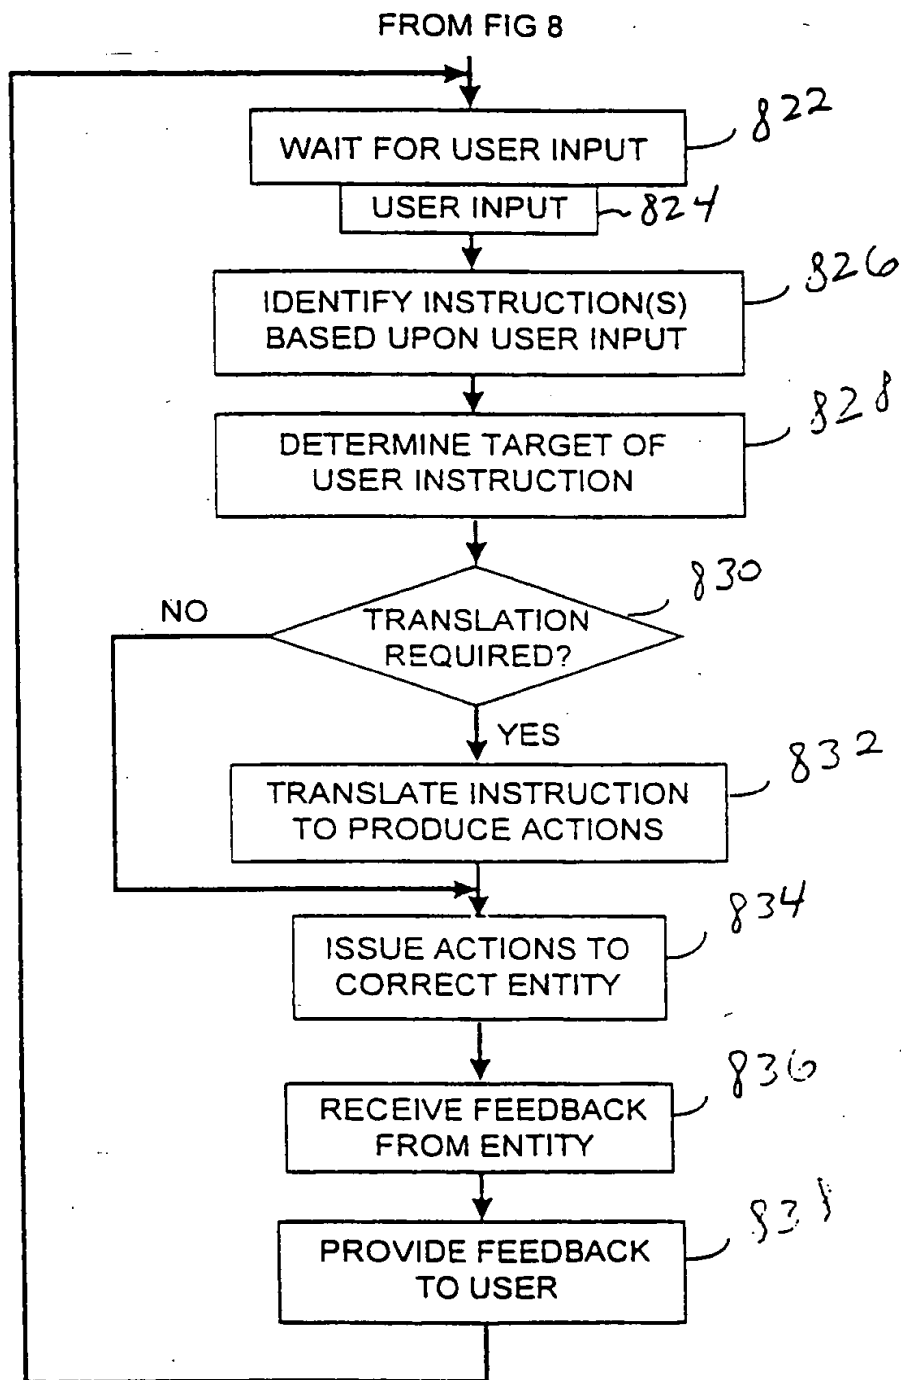 FROM FIG 8
WAIT FOR USER INPUT
822
USER INPUT
824
IDENTIFY INSTRUCTION(S)
BASED UPON USER INPUT
826
DETERMINE TARGET OF
USER INSTRUCTION
828
830
NO
TRANSLATION
REQUIRED?
YES
832
TRANSLATE INSTRUCTION
TO PRODUCE ACTIONS
834
ISSUE ACTIONS TO
CORRECT ENTITY
836
RECEIVE FEEDBACK
FROM ENTITY
838
PROVIDE FEEDBACK
TO USER